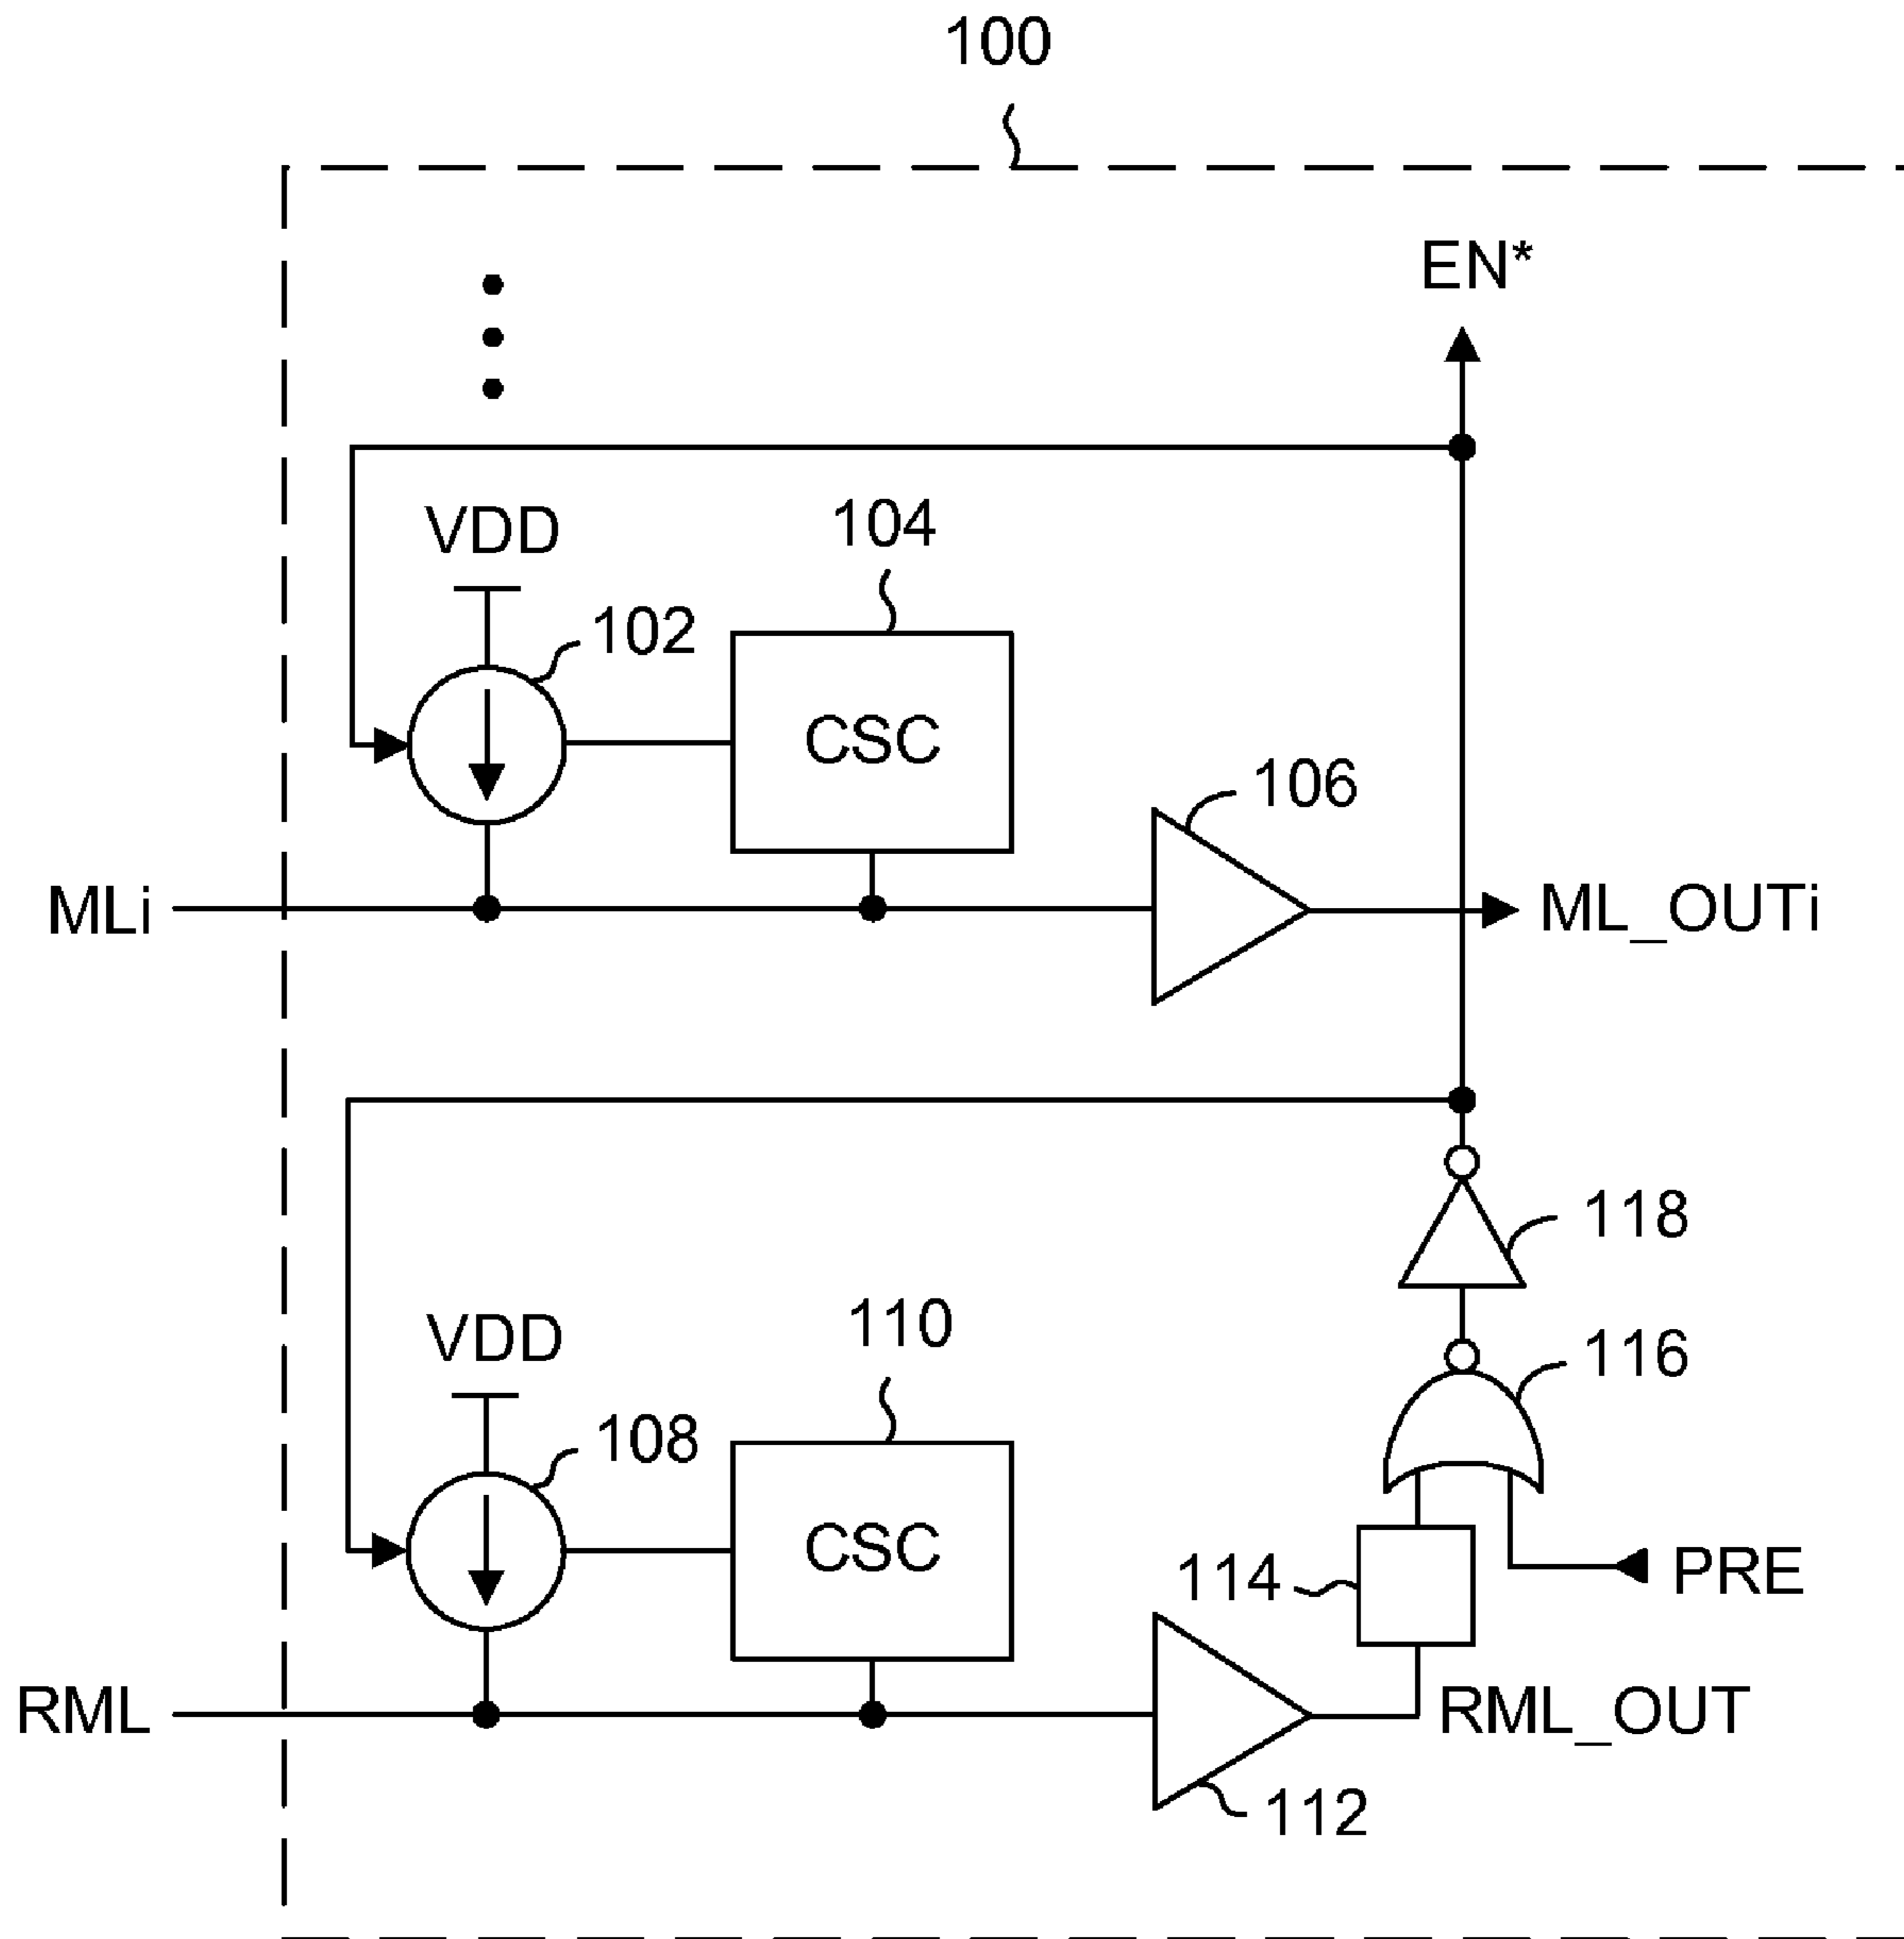 100
EN*
VDD
104
102
CSC
106
MLi
ML_OUTi
118
110
VDD
116
108
CSC
114
PRE
RML
RML_OUT
112